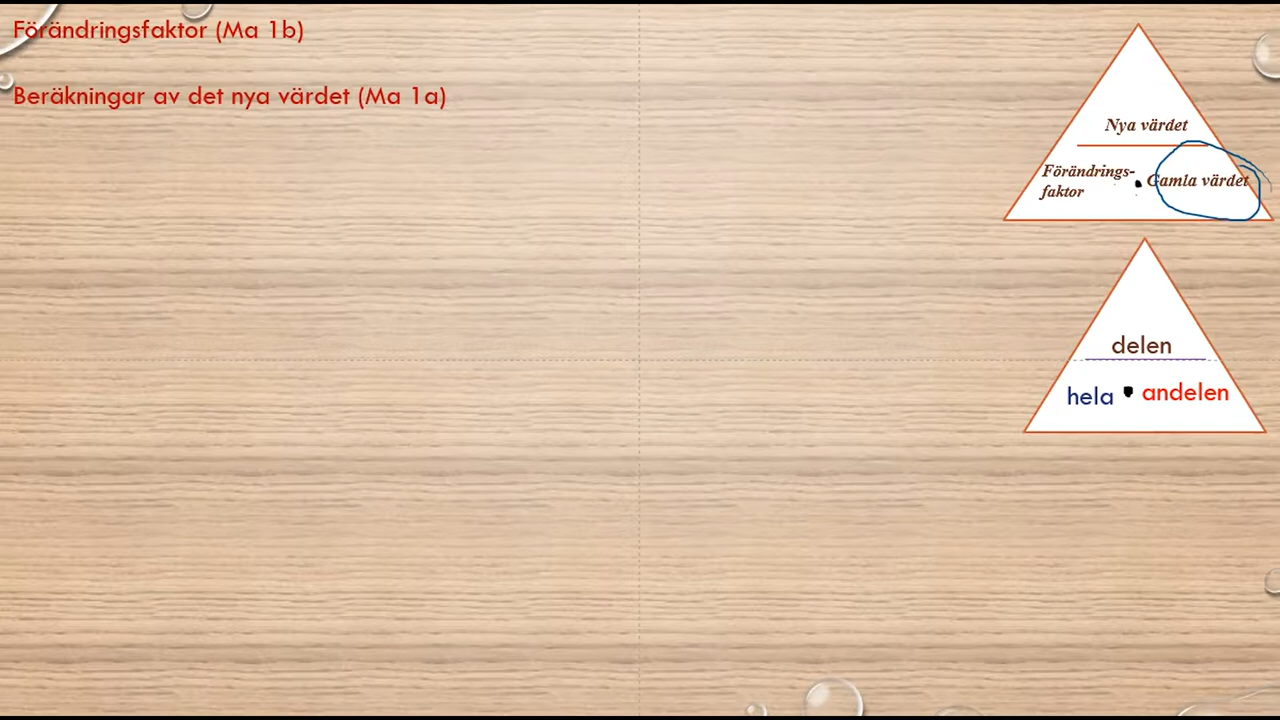 Förändringsfaktor (Ma 1b)
Beräkningar av det nya värdet (Ma 1a)
Nya värdet
Förändrings-
faktor
Gamla värdet
delen
hela
andelen